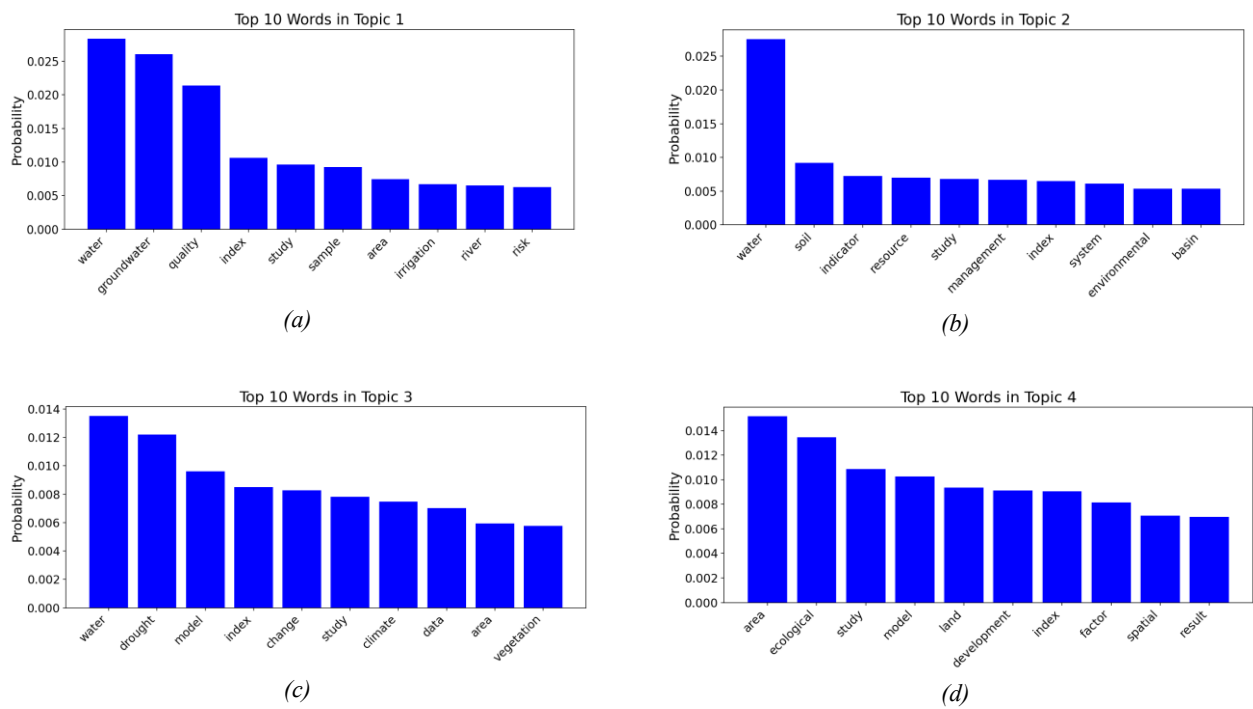 Top 10 Words in Topic 1
Probability
0.025
0.020
0.015
0.010
0.005
0.000
water
groundwater
quality
index
study
sample
area
irrigation
river
risk
(a)
Top 10 Words in Topic 2
Probability
0.025
0.020
0.015
0.010
0.005
0.000
water
soil
indicator
resource
study
management
index
system
environmental
basin
(b)
Top 10 Words in Topic 3
Probability
0.014
0.012
0.010
0.008
0.006
0.004
0.002
0.000
water
drought
model
index
change
study
climate
data
area
vegetation
(c)
Top 10 Words in Topic 4
Probability
0.014
0.012
0.010
0.008
0.006
0.004
0.002
0.000
area
ecological
study
model
land
development
index
factor
spatial
result
(d)